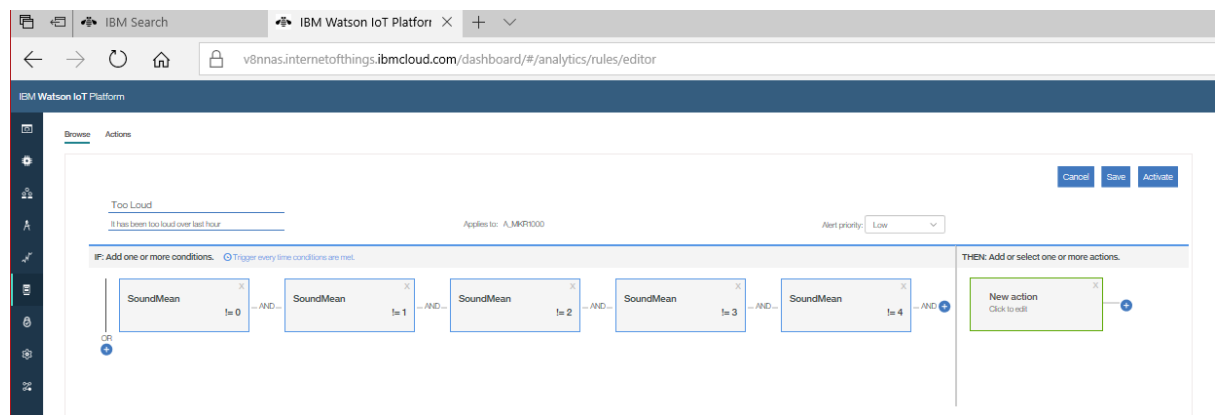 IBM Search
IBM Watson IoT Platforr
v8nnas.internetofthings.ibmcloud.com/dashboard/#/analytics/rules/editor
IBM Watson IoT Platform
Browse Actions
Cancel Save Activate
Too Loud
It has been too loud over last hour
Applies to: A_MKR1000
Alert priority: Low
IF: Add one or more conditions. Trigger every time conditions are met.
THEN: Add or select one or more actions.
SoundMean X
!= 0
... AND ...
SoundMean X
!= 1
... AND ...
SoundMean X
!= 2
... AND ...
SoundMean X
!= 3
... AND ...
SoundMean X
!= 4
... AND
New action X
Click to edit
OR